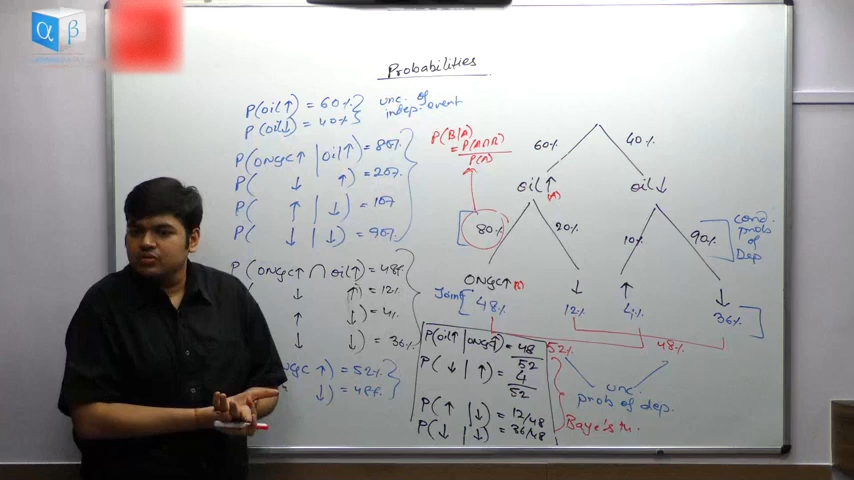 α β
Probabilities
P(oil↑) = 60%
P(oil↓) = 40%
unc. of
indep. event
P(ONGC↑ | oil↑) = 80%
P( ↓ ↑) = 20%
P( ↑ | ↓) = 10%
P( ↓ | ↓) = 90%
P(ONGC↑ ∩ oil↑) = 48%
↓ ↑) = 12%
↑ ↓) = 4%
↓ ↓) = 36%
ONGC ↑) = 52%
↓) = 48%
P(B|A)
= P(A∩B)
P(A)
60% 40%
oil↑ (A) oil↓
80% 20% 10% 90%
cond.
probs
of
Dep
ONGC↑ (B) ↓ ↑ ↓
Joint 48% 12% 4% 36%
52% 48%
unc.
prob of dep.
P(oil↑ | ONGC↑) = 48
52
P( ↓ | ↑) = 4
52
P( ↑ | ↓) = 12/48
P( ↓ | ↓) = 36/48
Baye's th.